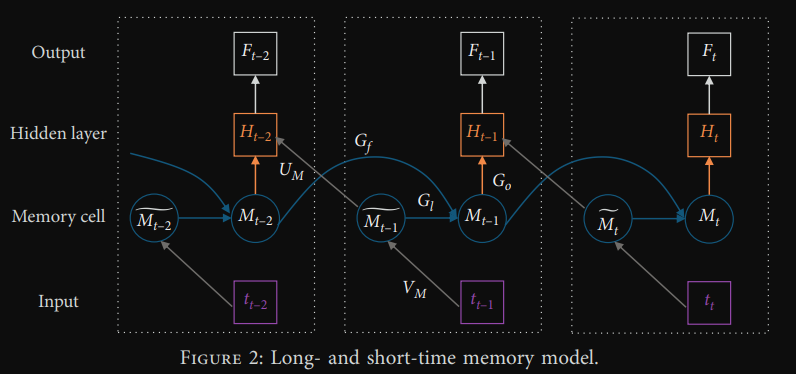 Output
F_{t-2}
F_{t-1}
F_t
Hidden layer
H_{t-2}
H_{t-1}
H_t
G_f
U_M
G_l
G_o
Memory cell
\widetilde{M_{t-2}}
M_{t-2}
\widetilde{M_{t-1}}
M_{t-1}
\widetilde{M}_t
M_t
V_M
Input
t_{t-2}
t_{t-1}
t_t
FIGURE 2: Long- and short-time memory model.